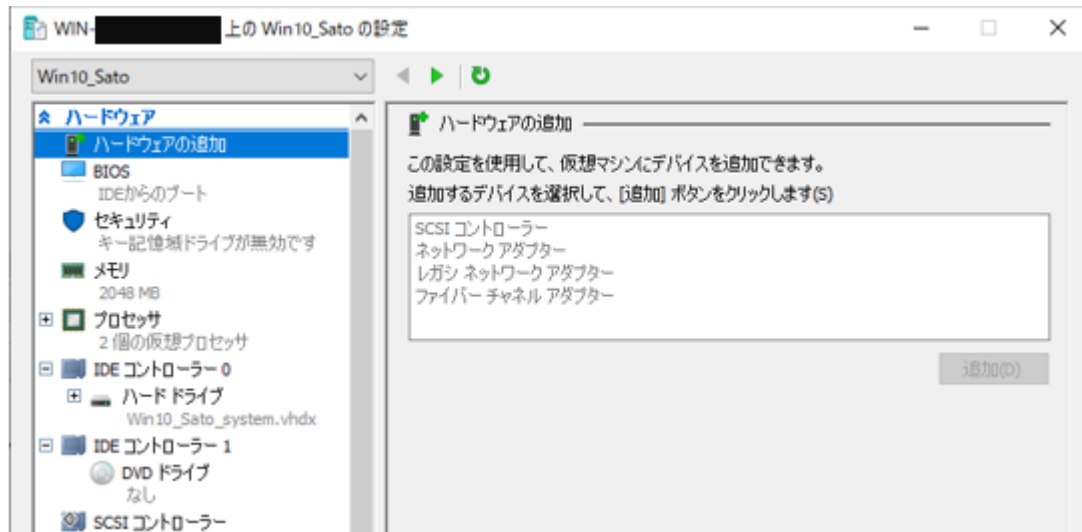 WIN- 上の Win10_Sato の設定
Win10_Sato
ハードウェア
ハードウェアの追加
BIOS
IDEからのブート
セキュリティ
キー記憶域ドライブが無効です
メモリ
2048 MB
プロセッサ
2 個の仮想プロセッサ
IDE コントローラー 0
ハード ドライブ
Win10_Sato_system.vhdx
IDE コントローラー 1
DVD ドライブ
なし
SCSI コントローラー
ハードウェアの追加
この設定を使用して、仮想マシンにデバイスを追加できます。
追加するデバイスを選択して、[追加] ボタンをクリックします(S)
SCSI コントローラー
ネットワーク アダプター
レガシ ネットワーク アダプター
ファイバー チャネル アダプター
追加(D)